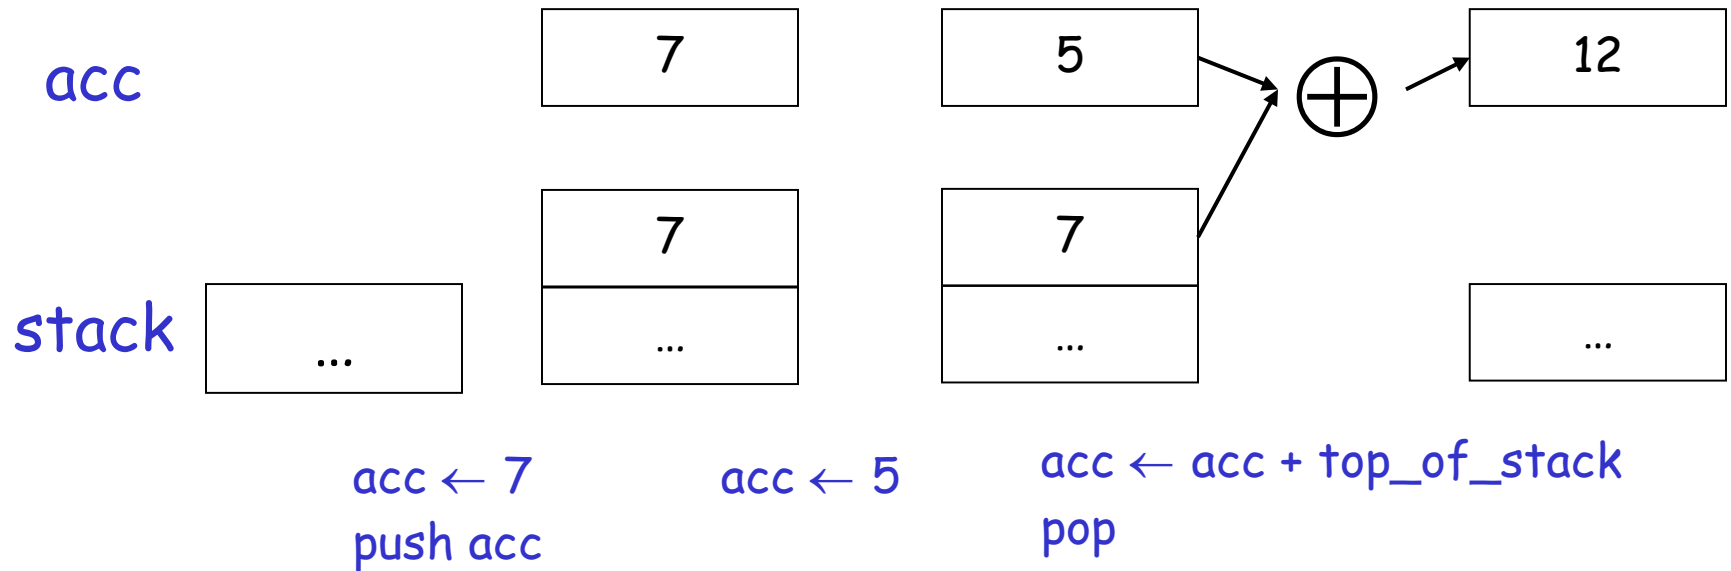 acc 7 5 12
7 7
stack ... ... ... ...
acc ← 7 acc ← 5 acc ← acc + top_of_stack
push acc pop